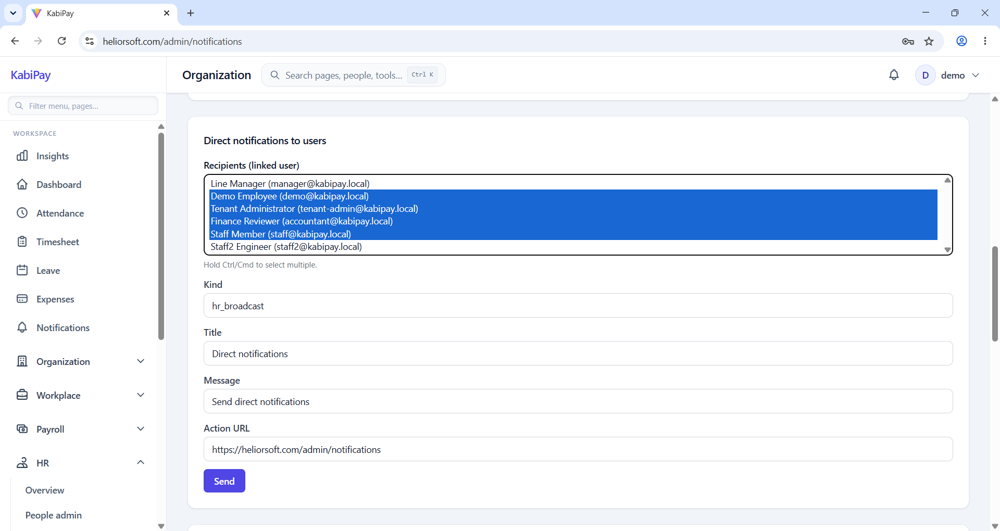 KabiPay
heliorsoft.com/admin/notifications
KabiPay
Organization
Search pages, people, tools...
Ctrl K
D
demo
Filter menu, pages...
WORKSPACE
Insights
Dashboard
Attendance
Timesheet
Leave
Expenses
Notifications
Organization
Workplace
Payroll
HR
Overview
People admin
Direct notifications to users
Recipients (linked user)
Line Manager (manager@kabipay.local)
Demo Employee (demo@kabipay.local)
Tenant Administrator (tenant-admin@kabipay.local)
Finance Reviewer (accountant@kabipay.local)
Staff Member (staff@kabipay.local)
Staff2 Engineer (staff2@kabipay.local)
Hold Ctrl/Cmd to select multiple.
Kind
hr_broadcast
Title
Direct notifications
Message
Send direct notifications
Action URL
https://heliorsoft.com/admin/notifications
Send